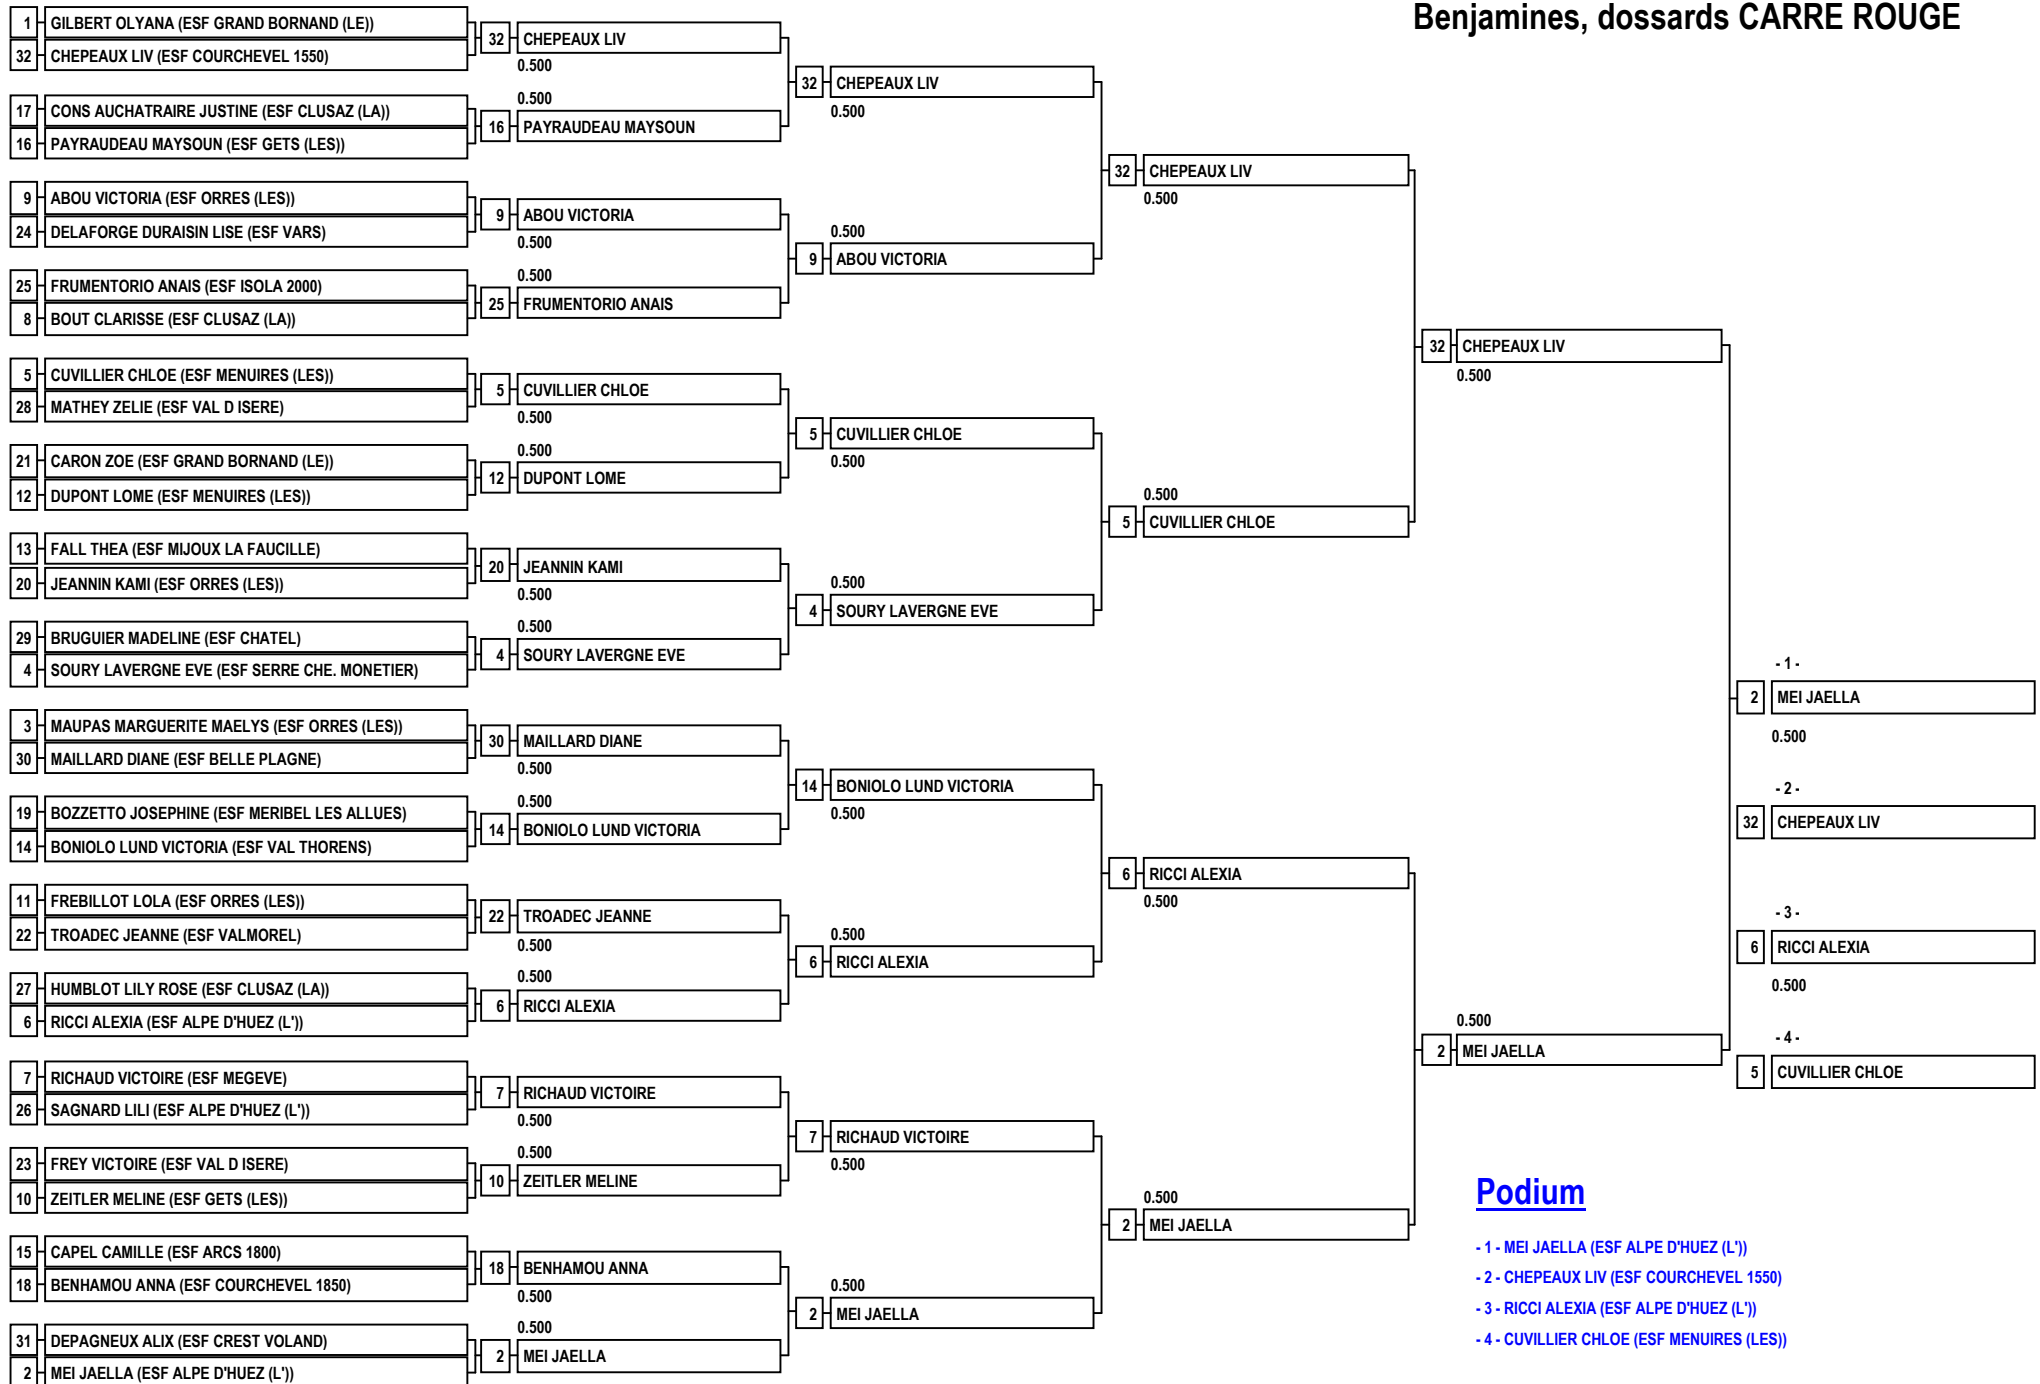 Benjamines, dossards CARRE ROUGE
1 GILBERT OLYANA (ESF GRAND BORNAND (LE))
32 CHEPEAUX LIV (ESF COURCHEVEL 1550)
17 CONS AUCHATRAIRE JUSTINE (ESF CLUSAZ (LA))
16 PAYRAUDEAU MAYSOUN (ESF GETS (LES))
9 ABOU VICTORIA (ESF ORRES (LES))
24 DELAFORGE DURAISIN LISE (ESF VARS)
25 FRUMENTORIO ANAIS (ESF ISOLA 2000)
8 BOUT CLARISSE (ESF CLUSAZ (LA))
5 CUVILLIER CHLOE (ESF MENUIRES (LES))
28 MATHEY ZELIE (ESF VAL D ISERE)
21 CARON ZOE (ESF GRAND BORNAND (LE))
12 DUPONT LOME (ESF MENUIRES (LES))
13 FALL THEA (ESF MIJOUX LA FAUCILLE)
20 JEANNIN KAMI (ESF ORRES (LES))
29 BRUGUIER MADELINE (ESF CHATEL)
4 SOURY LAVERGNE EVE (ESF SERRE CHE. MONETIER)
3 MAUPAS MARGUERITE MAELYS (ESF ORRES (LES))
30 MAILLARD DIANE (ESF BELLE PLAGNE)
19 BOZZETTO JOSEPHINE (ESF MERIBEL LES ALLUES)
14 BONIOLO LUND VICTORIA (ESF VAL THORENS)
11 FREBILLOT LOLA (ESF ORRES (LES))
22 TROADEC JEANNE (ESF VALMOREL)
27 HUMBLOT LILY ROSE (ESF CLUSAZ (LA))
6 RICCI ALEXIA (ESF ALPE D'HUEZ (L'))
7 RICHAUD VICTOIRE (ESF MEGEVE)
26 SAGNARD LILI (ESF ALPE D'HUEZ (L'))
23 FREY VICTOIRE (ESF VAL D ISERE)
10 ZEITLER MELINE (ESF GETS (LES))
15 CAPEL CAMILLE (ESF ARCS 1800)
18 BENHAMOU ANNA (ESF COURCHEVEL 1850)
31 DEPAGNEUX ALIX (ESF CREST VOLAND)
2 MEI JAELLA (ESF ALPE D'HUEZ (L'))
32 CHEPEAUX LIV
0.500
0.500
16 PAYRAUDEAU MAYSOUN
9 ABOU VICTORIA
0.500
0.500
25 FRUMENTORIO ANAIS
5 CUVILLIER CHLOE
0.500
0.500
12 DUPONT LOME
20 JEANNIN KAMI
0.500
0.500
4 SOURY LAVERGNE EVE
30 MAILLARD DIANE
0.500
0.500
14 BONIOLO LUND VICTORIA
22 TROADEC JEANNE
0.500
0.500
6 RICCI ALEXIA
7 RICHAUD VICTOIRE
0.500
0.500
10 ZEITLER MELINE
18 BENHAMOU ANNA
0.500
0.500
2 MEI JAELLA
32 CHEPEAUX LIV
0.500
0.500
9 ABOU VICTORIA
5 CUVILLIER CHLOE
0.500
0.500
4 SOURY LAVERGNE EVE
14 BONIOLO LUND VICTORIA
0.500
0.500
6 RICCI ALEXIA
7 RICHAUD VICTOIRE
0.500
0.500
2 MEI JAELLA
32 CHEPEAUX LIV
0.500
0.500
5 CUVILLIER CHLOE
6 RICCI ALEXIA
0.500
0.500
2 MEI JAELLA
32 CHEPEAUX LIV
0.500
0.500
2 MEI JAELLA
- 1 -
2 MEI JAELLA
0.500
- 2 -
32 CHEPEAUX LIV
- 3 -
6 RICCI ALEXIA
0.500
- 4 -
5 CUVILLIER CHLOE
Podium
- 1 - MEI JAELLA (ESF ALPE D'HUEZ (L'))
- 2 - CHEPEAUX LIV (ESF COURCHEVEL 1550)
- 3 - RICCI ALEXIA (ESF ALPE D'HUEZ (L'))
- 4 - CUVILLIER CHLOE (ESF MENUIRES (LES))